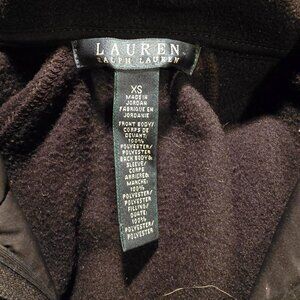 LAUREN
RALPH LAUREN
XS
MADE IN
JORDAN
FABRIQUE EN
JORDANIE
FRONT BODY/
CORPS DE
DEVANT:
100%
POLYESTER/
POLYESTER
BACK BODY&
SLEEVE/
CORPS
ARRIERE&
MANCHE:
100%
POLYESTER/
POLYESTER
FILLING/
OUATE:
100%
POLYESTER/
POLYESTER